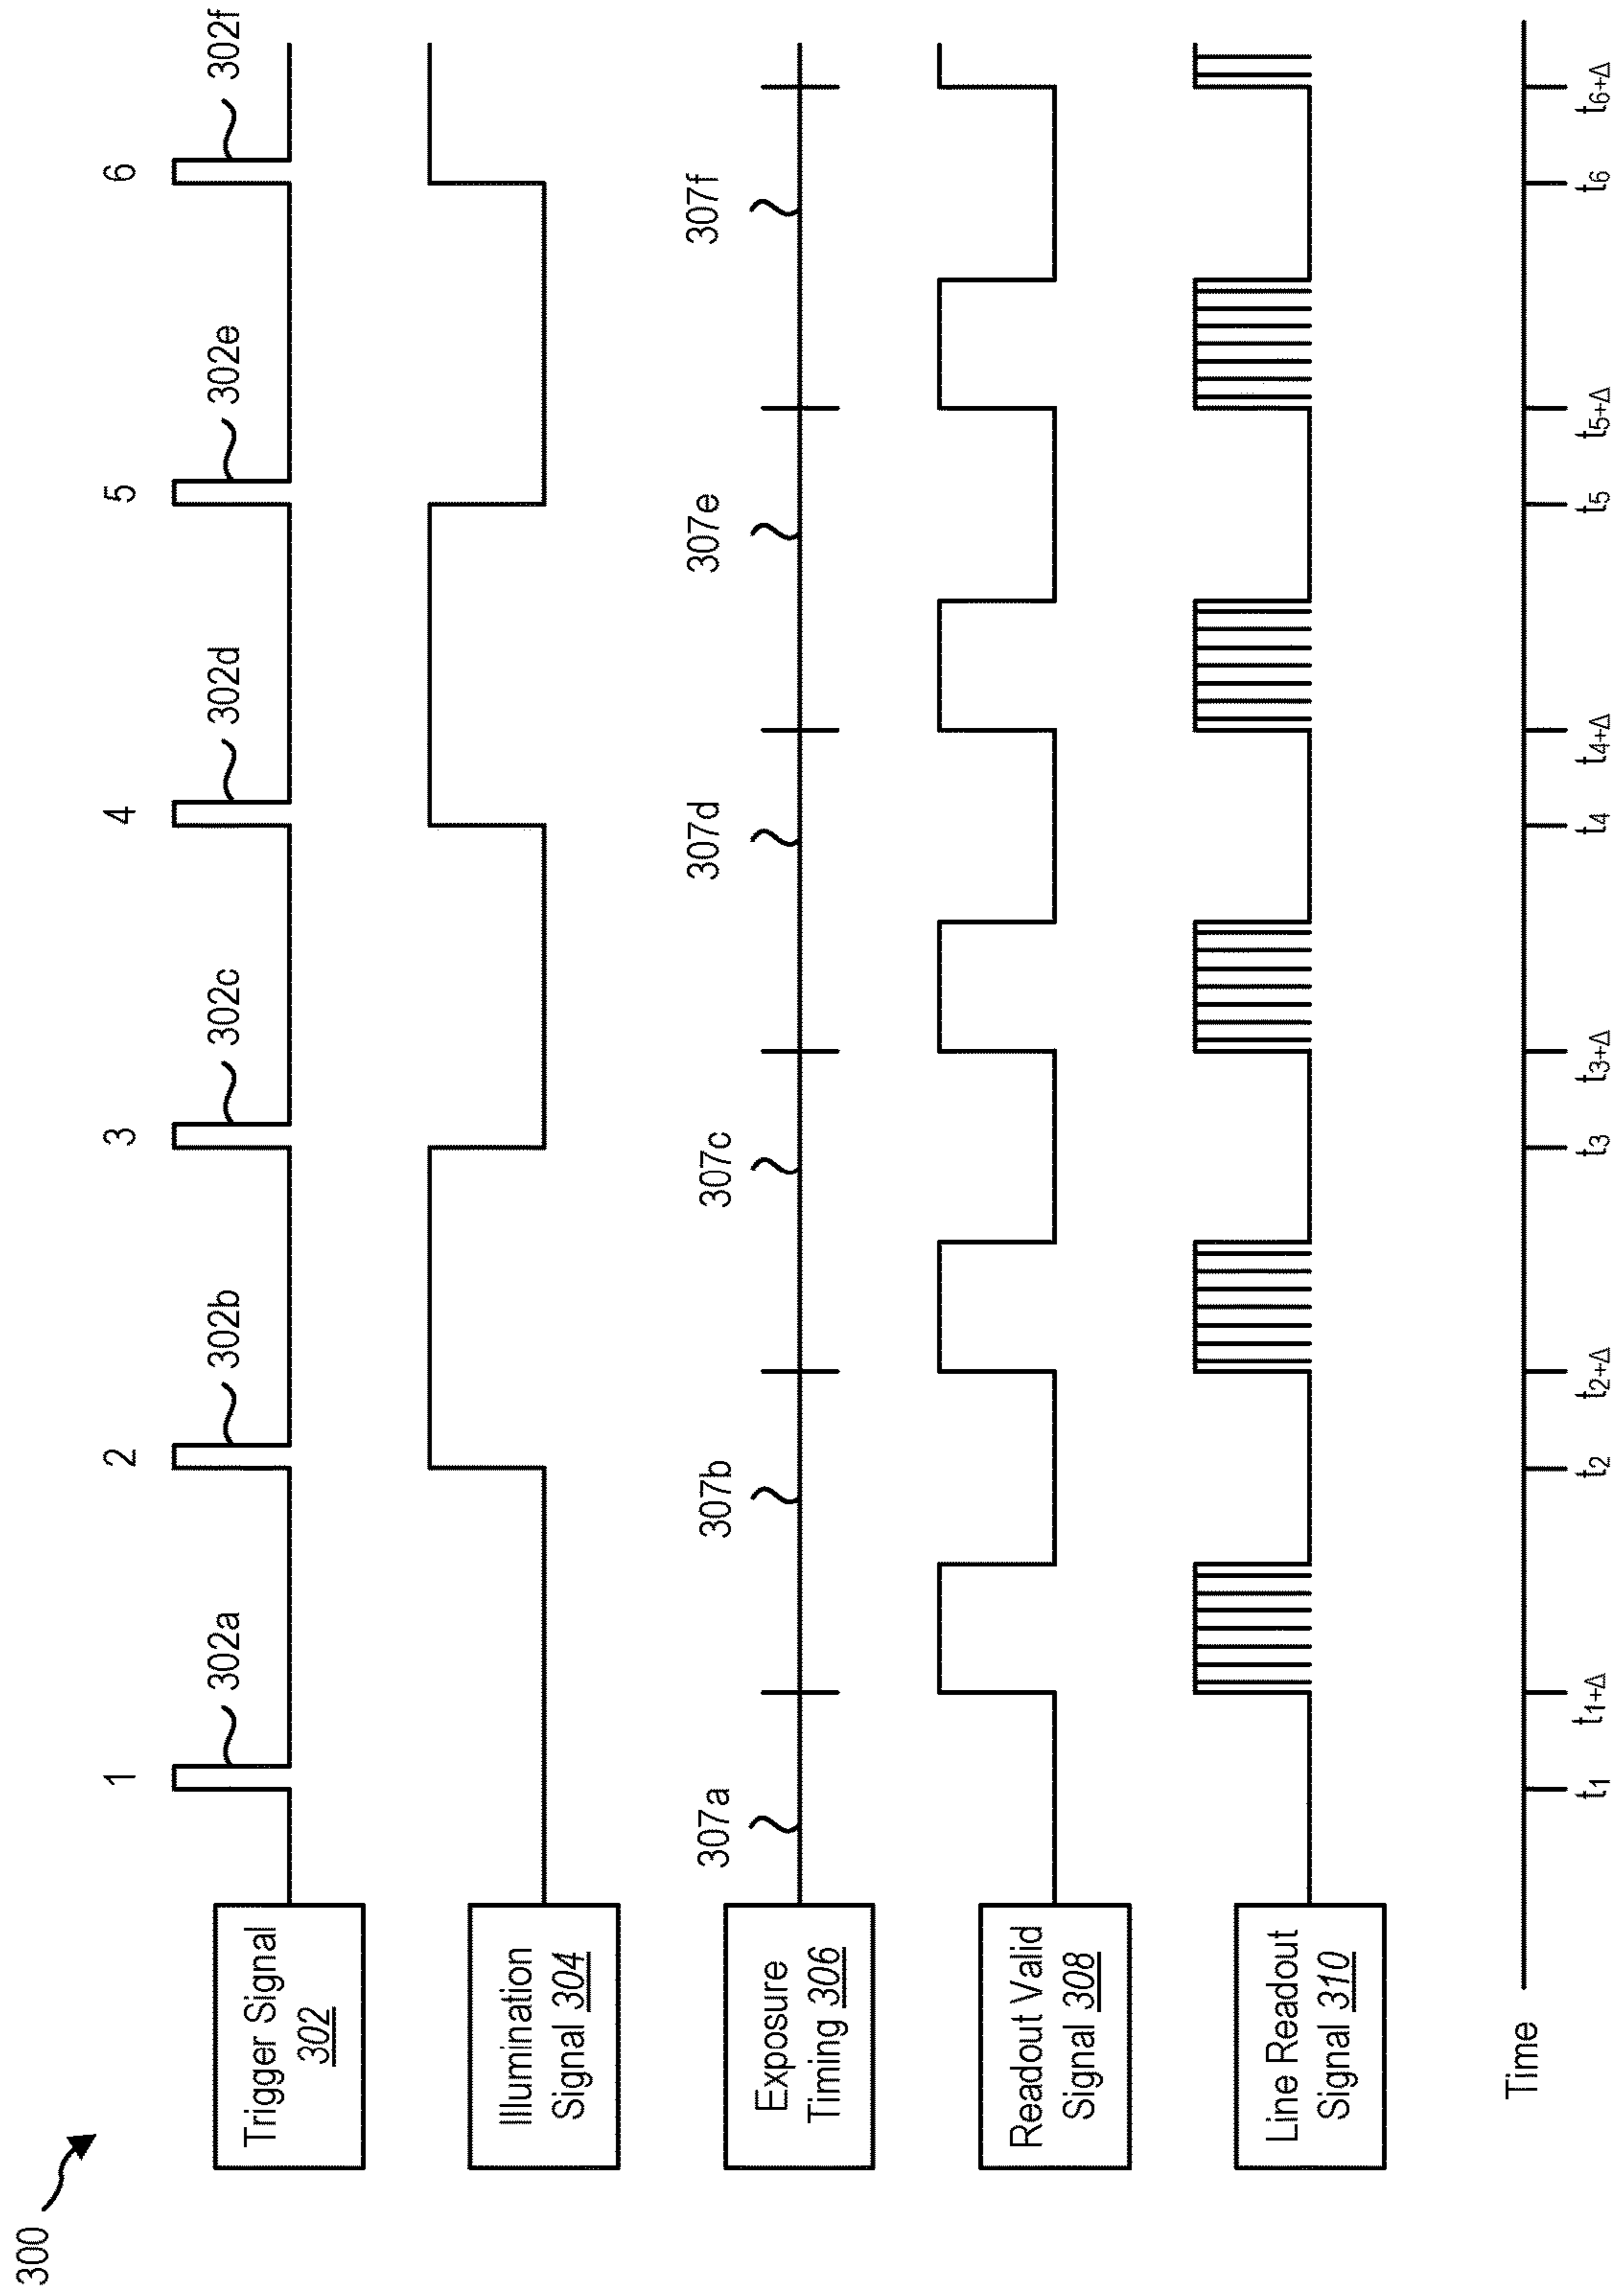 300
1
2
3
4
5
6
302a
302b
302c
302d
302e
302f
Trigger Signal
302
Illumination
Signal 304
307a
307b
307c
307d
307e
307f
Exposure
Timing 306
Readout Valid
Signal 308
Line Readout
Signal 310
Time
t1
t1+Δ
t2
t2+Δ
t3
t3+Δ
t4
t4+Δ
t5
t5+Δ
t6
t6+Δ